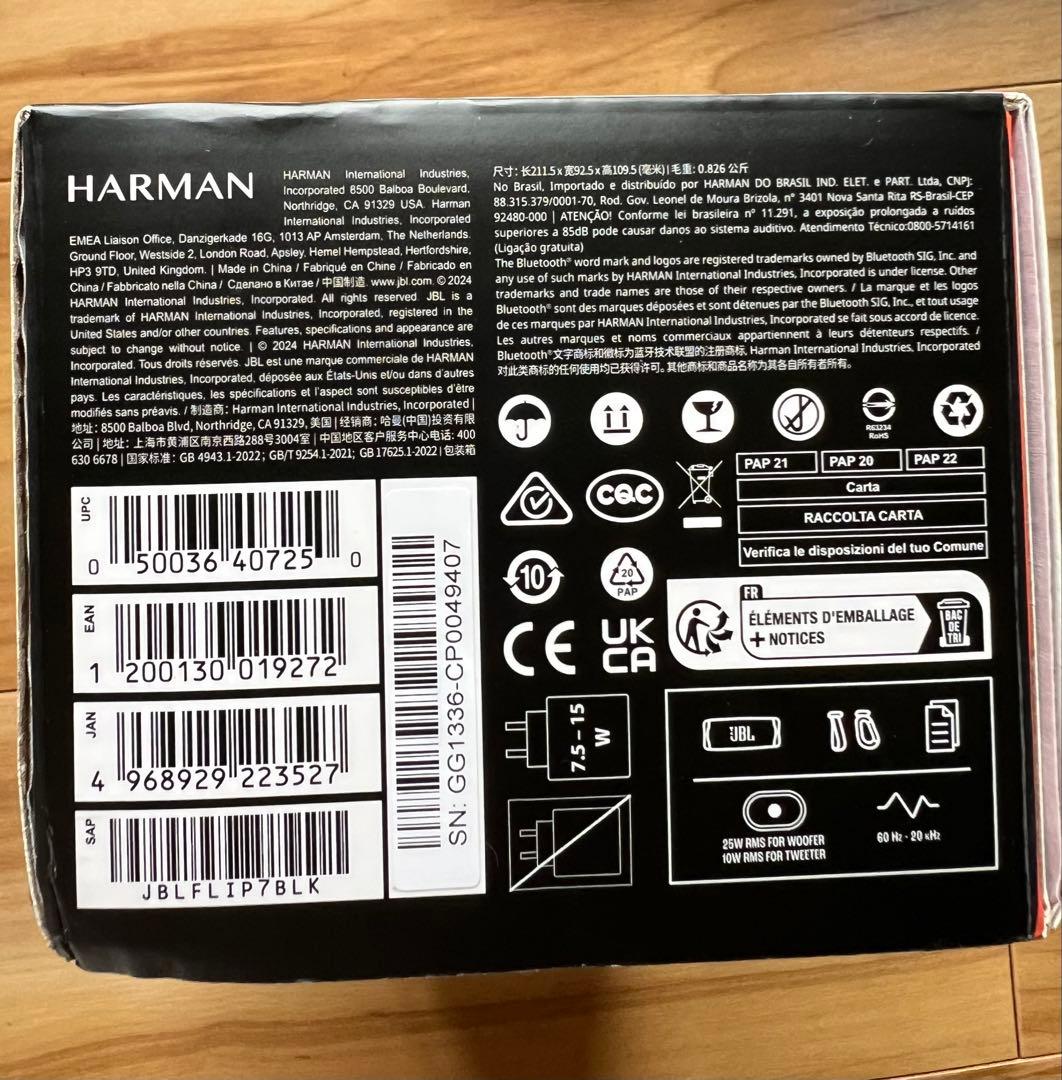 HARMAN
HARMAN International Industries,
Incorporated 8500 Balboa Boulevard,
Northridge, CA 91329 USA. Harman
International Industries, Incorporated
EMEA Liaison Office, Danzigerkade 16G, 1013 AP Amsterdam, The Netherlands.
Ground Floor, Westside 2, London Road, Apsley, Hemel Hempstead, Hertfordshire,
HP3 9TD, United Kingdom. | Made in China / Fabriqué en Chine / Fabricado en
China / Fabbricato nella China / Сделано в Китае / 中国制造. www.jbl.com. © 2024
HARMAN International Industries, Incorporated. All rights reserved. JBL is a
trademark of HARMAN International Industries, Incorporated, registered in the
United States and/or other countries. Features, specifications and appearance are
subject to change without notice. | © 2024 HARMAN International Industries,
Incorporated. Tous droits réservés. JBL est une marque commerciale de HARMAN
International Industries, Incorporated, déposée aux États-Unis et/ou dans d'autres
pays. Les caractéristiques, les spécifications et l'aspect sont susceptibles d'être
modifiés sans préavis. / 制造商: Harman International Industries, Incorporated |
地址: 8500 Balboa Blvd, Northridge, CA 91329, 美国 | 经销商: 哈曼(中国)投资有限
公司 | 地址: 上海市黄浦区南京西路288号3004室 | 中国地区客户服务中心电话: 400
630 6678 | 国家标准: GB 4943.1-2022; GB/T 9254.1-2021; GB 17625.1-2022 | 包装箱
尺寸: 长211.5 x 宽92.5 x 高109.5 (毫米) | 毛重: 0.826 公斤
No Brasil, Importado e distribuído por HARMAN DO BRASIL IND. ELET. e PART. Ltda, CNPJ:
88.315.379/0001-70, Rod. Gov. Leonel de Moura Brizola, n° 3401 Nova Santa Rita RS-Brasil-CEP
92480-000 | ATENÇÃO! Conforme lei brasileira n° 11.291, a exposição prolongada a ruídos
superiores a 85dB pode causar danos ao sistema auditivo. Atendimento Técnico:0800-5714161
(Ligação gratuita)
The Bluetooth® word mark and logos are registered trademarks owned by Bluetooth SIG, Inc. and
any use of such marks by HARMAN International Industries, Incorporated is under license. Other
trademarks and trade names are those of their respective owners. / La marque et les logos
Bluetooth® sont des marques déposées et sont détenues par the Bluetooth SIG, Inc., et tout usage
de ces marques par HARMAN International Industries, Incorporated se fait sous accord de licence.
Les autres marques et noms commerciaux appartiennent à leurs détenteurs respectifs. /
Bluetooth®文字商标和徽标为蓝牙技术联盟的注册商标, Harman International Industries, Incorporated
对此类商标的任何使用均已获得许可。其他商标和商品名称为其各自所有者所有。
R63234
RoHS
CQC
PAP 21
PAP 20
PAP 22
Carta
RACCOLTA CARTA
Verifica le disposizioni del tuo Comune
10
20
PAP
CE
UK
CA
FR
ÉLÉMENTS D'EMBALLAGE
+ NOTICES
BAC
DE
TRI
7.5 – 15
W
JBL
25W RMS FOR WOOFER
10W RMS FOR TWEETER
60 Hz - 20 kHz
UPC
0 50036 40725 0
EAN
1 200130 019272
JAN
4 968929 223527
SAP
JBLFLIP7BLK
SN: GG1336-CP0049407